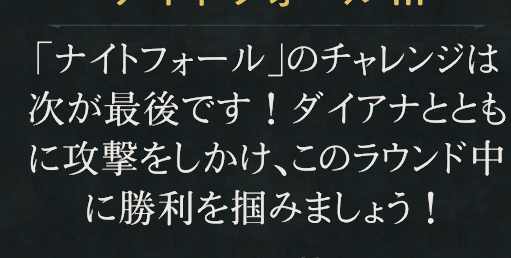 「ナイトフォール」のチャレンジは
次が最後です！ダイアナととも
に攻撃をしかけ、このラウンド中
に勝利を掴みましょう！